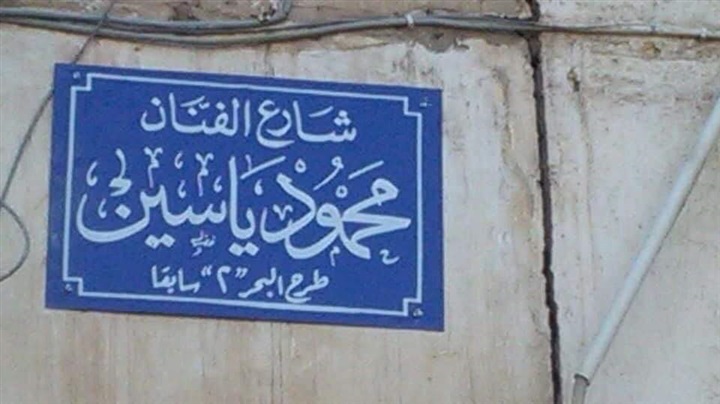 شارع الفنان
محمود ياسين
طرح البحر "٢" سابقا